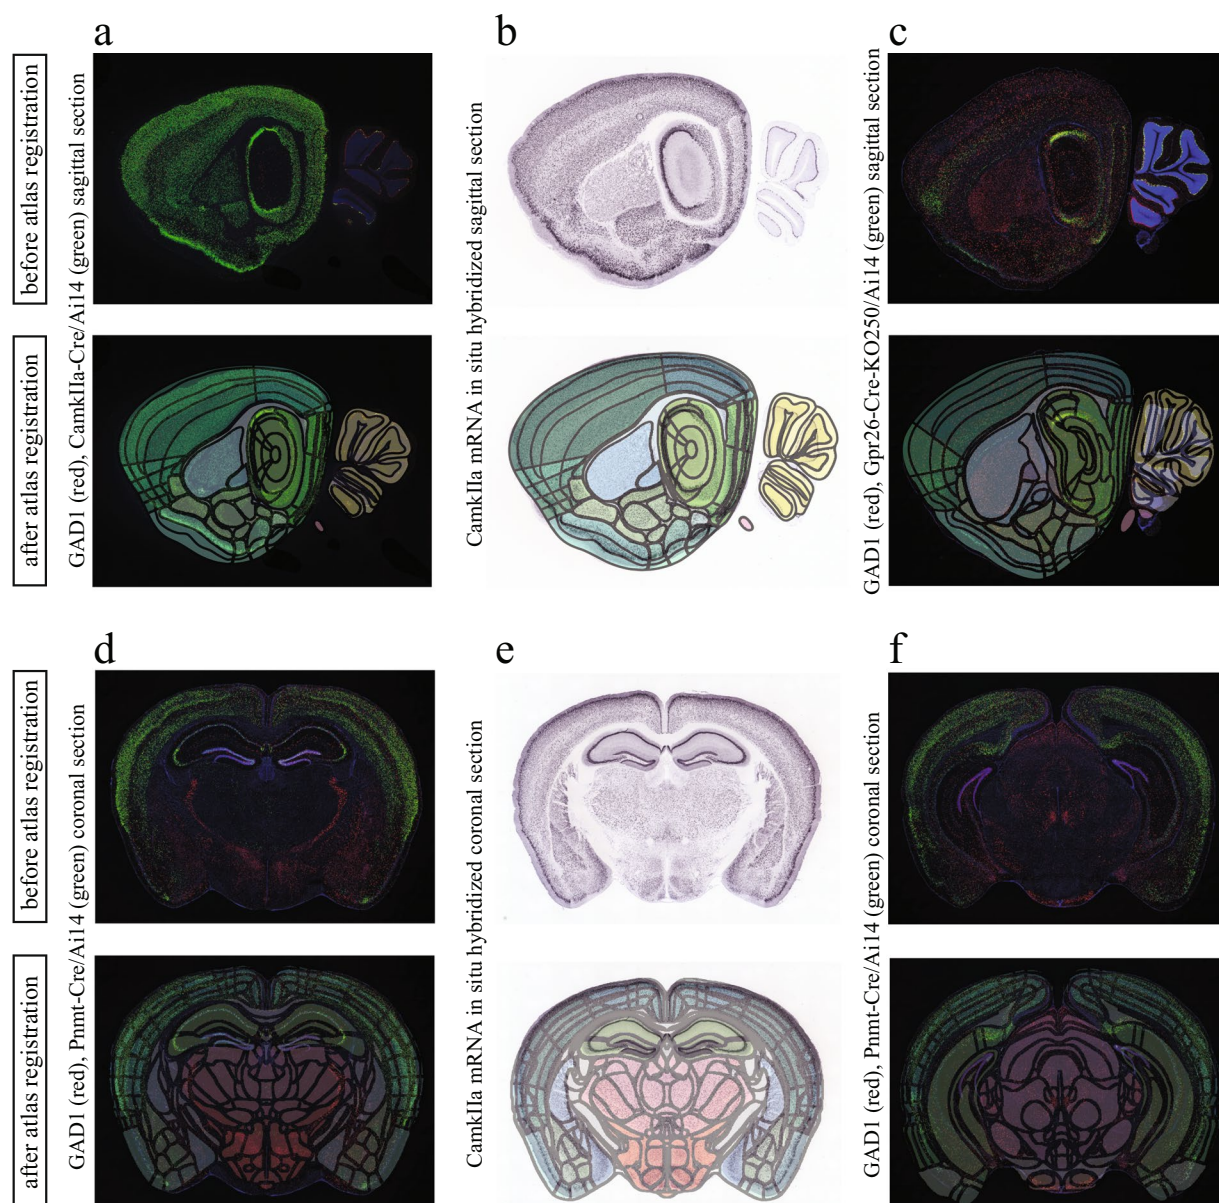 a
b
c
before atlas registration
after atlas registration
GAD1 (red), CamkIIa-Cre/Ai14 (green) sagittal section
CamkIIa mRNA in situ hybridized sagittal section
GAD1 (red), Gpr26-Cre-KO250/Ai14 (green) sagittal section
d
e
f
before atlas registration
after atlas registration
GAD1 (red), Pnmt-Cre/Ai14 (green) coronal section
CamkIIa mRNA in situ hybridized coronal section
GAD1 (red), Pnmt-Cre/Ai14 (green) coronal section